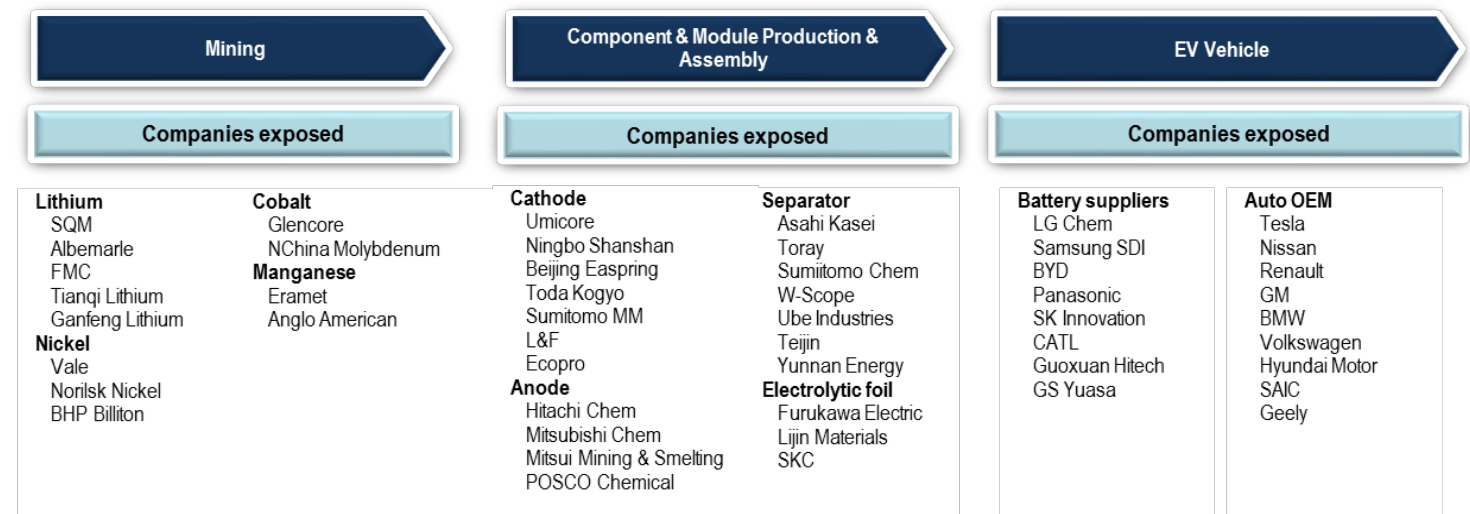 Mining
Companies exposed
Lithium
SQM
Albemarle
FMC
Tianqi Lithium
Ganfeng Lithium
Nickel
Vale
Norilsk Nickel
BHP Billiton
Cobalt
Glencore
NChina Molybdenum
Manganese
Eramet
Anglo American
Component & Module Production &
Assembly
Companies exposed
Cathode
Umicore
Ningbo Shanshan
Beijing Easpring
Toda Kogyo
Sumitomo MM
L&F
Ecopro
Anode
Hitachi Chem
Mitsubishi Chem
Mitsui Mining & Smelting
POSCO Chemical
Separator
Asahi Kasei
Toray
Sumiitomo Chem
W-Scope
Ube Industries
Teijin
Yunnan Energy
Electrolytic foil
Furukawa Electric
Lijin Materials
SKC
EV Vehicle
Companies exposed
Battery suppliers
LG Chem
Samsung SDI
BYD
Panasonic
SK Innovation
CATL
Guoxuan Hitech
GS Yuasa
Auto OEM
Tesla
Nissan
Renault
GM
BMW
Volkswagen
Hyundai Motor
SAIC
Geely